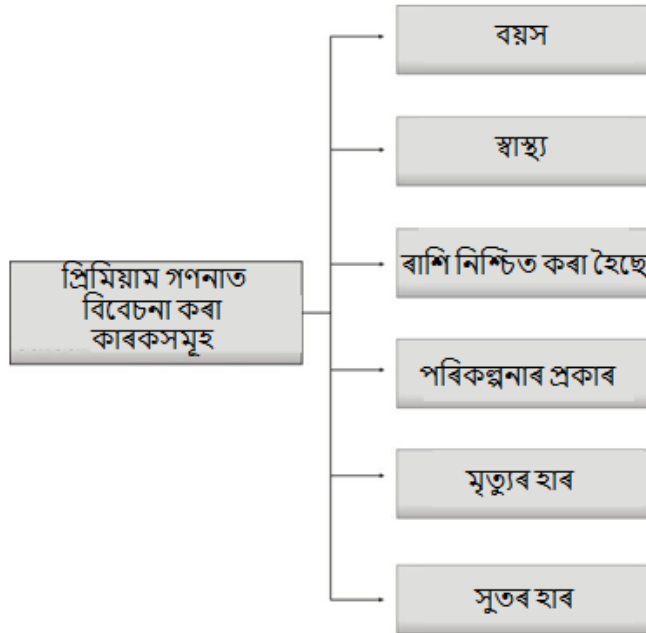 বয়স
স্বাস্থ্য
ৰাশি নিশ্চিত কৰা হৈছে
প্ৰিমিয়াম গণনাত
বিবেচনা কৰা
কাৰকসমূহ
পৰিকল্পনাৰ প্ৰকাৰ
মৃত্যুৰ হাৰ
সুতৰ হাৰ